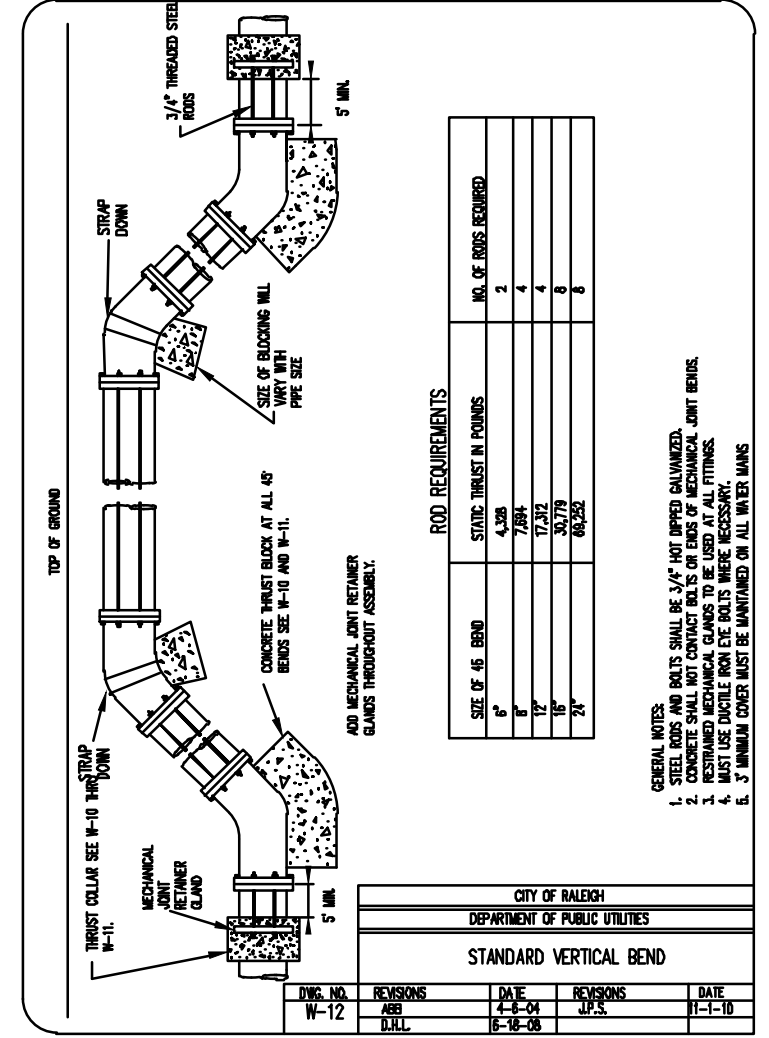 TOP OF GROUND
THRUST COLLAR SEE W-10 THRU
W-11.
STRAP
DOWN
MECHANICAL
JOINT
RETAINER
GLAND
5' MIN.
CONCRETE THRUST BLOCK AT ALL 45°
BENDS SEE W-10 AND W-11.
ADD MECHANICAL JOINT RETAINER
GLANDS THROUGHOUT ASSEMBLY.
SIZE OF BLOCKING WILL
VARY WITH
PIPE SIZE
STRAP
DOWN
3/4" THREADED STEEL
RODS
5' MIN.
ROD REQUIREMENTS
SIZE OF 45 BEND STATIC THRUST IN POUNDS NO. OF RODS REQUIRED
6" 4,328 2
8" 7,694 4
12" 17,312 4
16" 30,779 8
24" 69,252 8
GENERAL NOTES:
1. STEEL RODS AND BOLTS SHALL BE 3/4" HOT DIPPED GALVANIZED.
2. CONCRETE SHALL NOT CONTACT BOLTS OR ENDS OF MECHANICAL JOINT BENDS.
3. RESTRAINED MECHANICAL GLANDS TO BE USED AT ALL FITTINGS.
4. MUST USE DUCTILE IRON EYE BOLTS WHERE NECESSARY.
5. 3' MINIMUM COVER MUST BE MAINTAINED ON ALL WATER MAINS
CITY OF RALEIGH
DEPARTMENT OF PUBLIC UTILITIES
STANDARD VERTICAL BEND
DWG. NO. REVISIONS DATE REVISIONS DATE
W-12 ABB 4-6-04 J.P.S. 11-1-10
D.H.L. 6-18-08